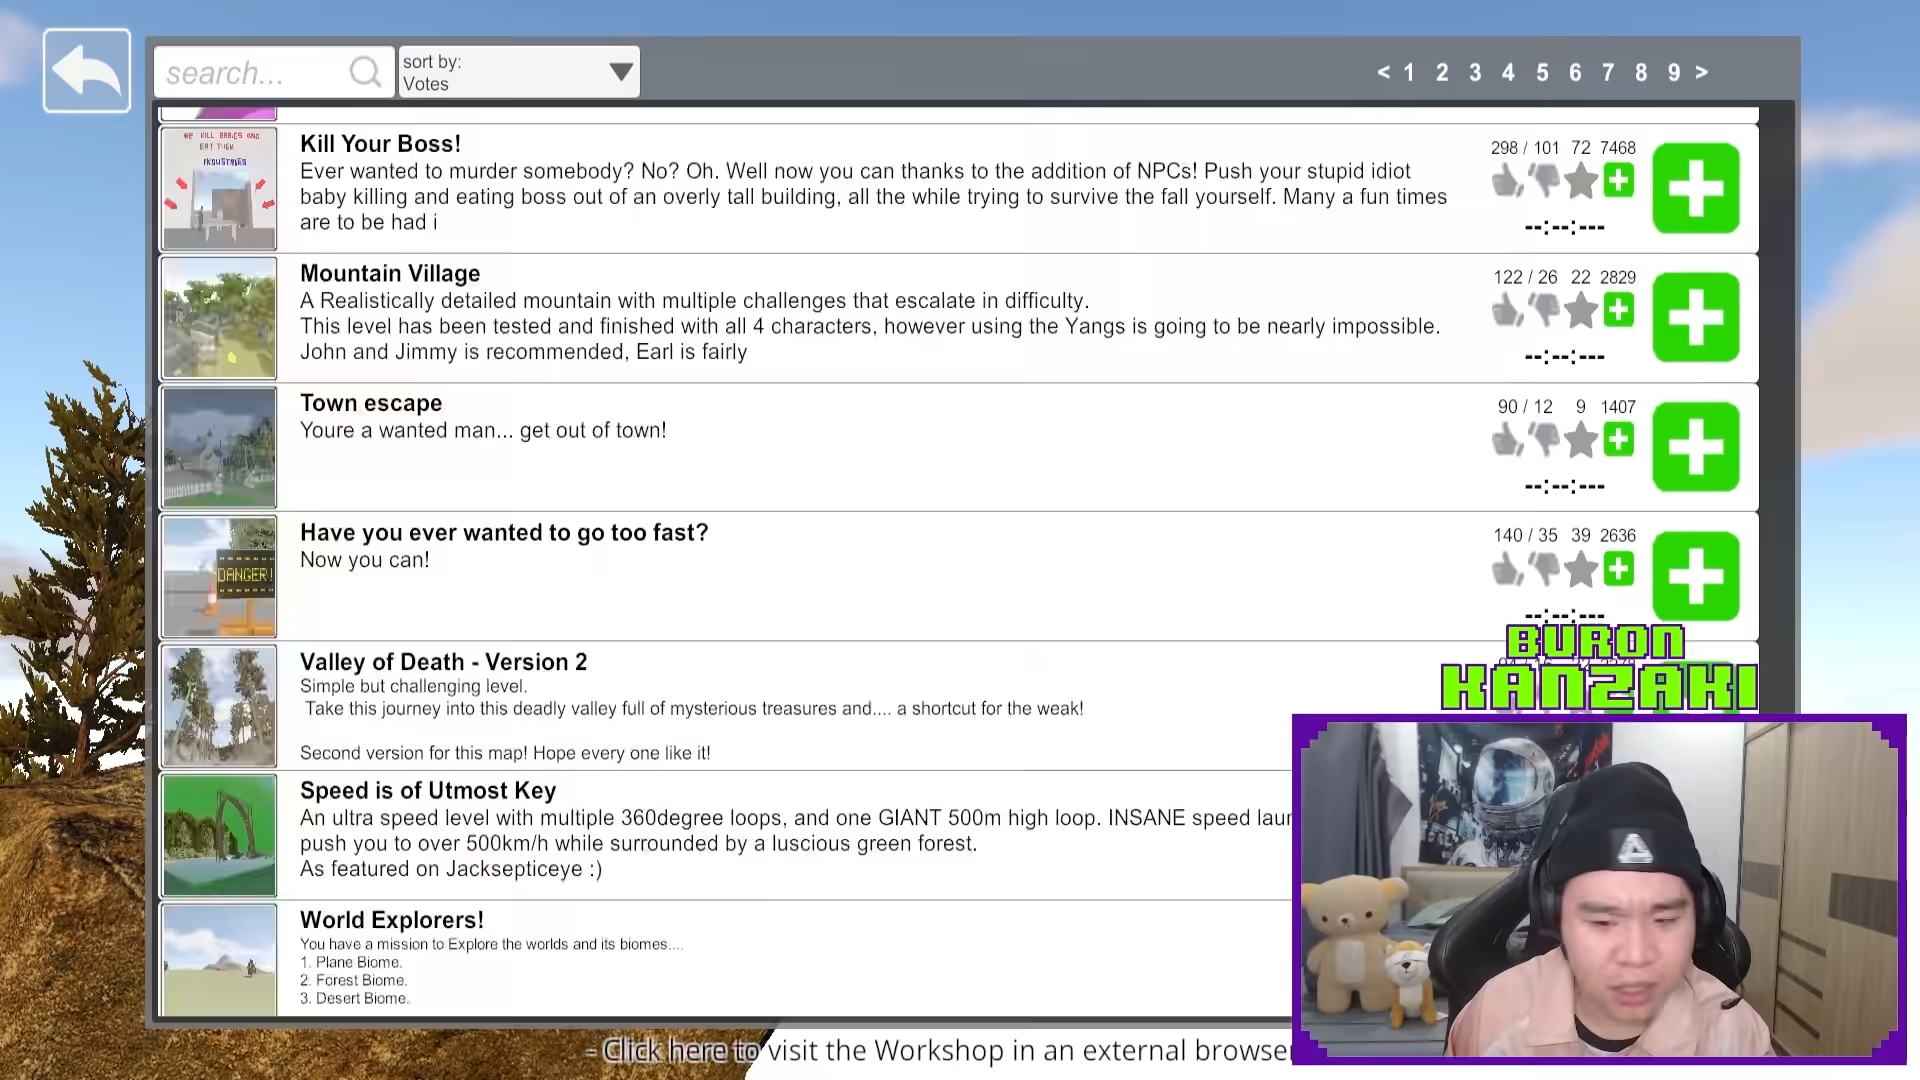 search...
sort by:
Votes
< 1 2 3 4 5 6 7 8 9 >
WE KILL BABIES AND
EAT THEM
INDUSTRIES
Kill Your Boss!
Ever wanted to murder somebody? No? Oh. Well now you can thanks to the addition of NPCs! Push your stupid idiot
baby killing and eating boss out of an overly tall building, all the while trying to survive the fall yourself. Many a fun times
are to be had i
298 / 101 72 7468
--:--:---
Mountain Village
A Realistically detailed mountain with multiple challenges that escalate in difficulty.
This level has been tested and finished with all 4 characters, however using the Yangs is going to be nearly impossible.
John and Jimmy is recommended, Earl is fairly
122 / 26 22 2829
--:--:---
Town escape
Youre a wanted man... get out of town!
90 / 12 9 1407
--:--:---
DANGER!
Have you ever wanted to go too fast?
Now you can!
140 / 35 39 2636
--:--:---
Valley of Death - Version 2
Simple but challenging level.
Take this journey into this deadly valley full of mysterious treasures and.... a shortcut for the weak!
Second version for this map! Hope every one like it!
BURON
KANZAKI
Speed is of Utmost Key
An ultra speed level with multiple 360degree loops, and one GIANT 500m high loop. INSANE speed
push you to over 500km/h while surrounded by a luscious green forest.
As featured on Jacksepticeye :)
World Explorers!
You have a mission to Explore the worlds and its biomes....
1. Plane Biome.
2. Forest Biome.
3. Desert Biome.
- Click here to visit the Workshop in an external browser